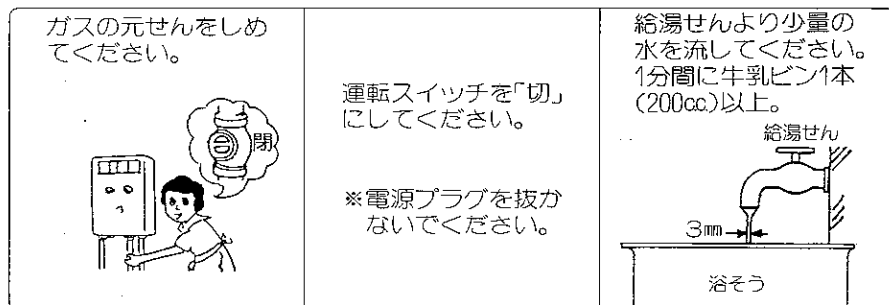 ガスの元せんをしめ
てください。
閉
運転スイッチを「切」
にしてください。
※電源プラグを抜か
ないでください。
給湯せんより少量の
水を流してください。
1分間に牛乳ビン1本
(200cc)以上。
給湯せん
3mm
浴そう